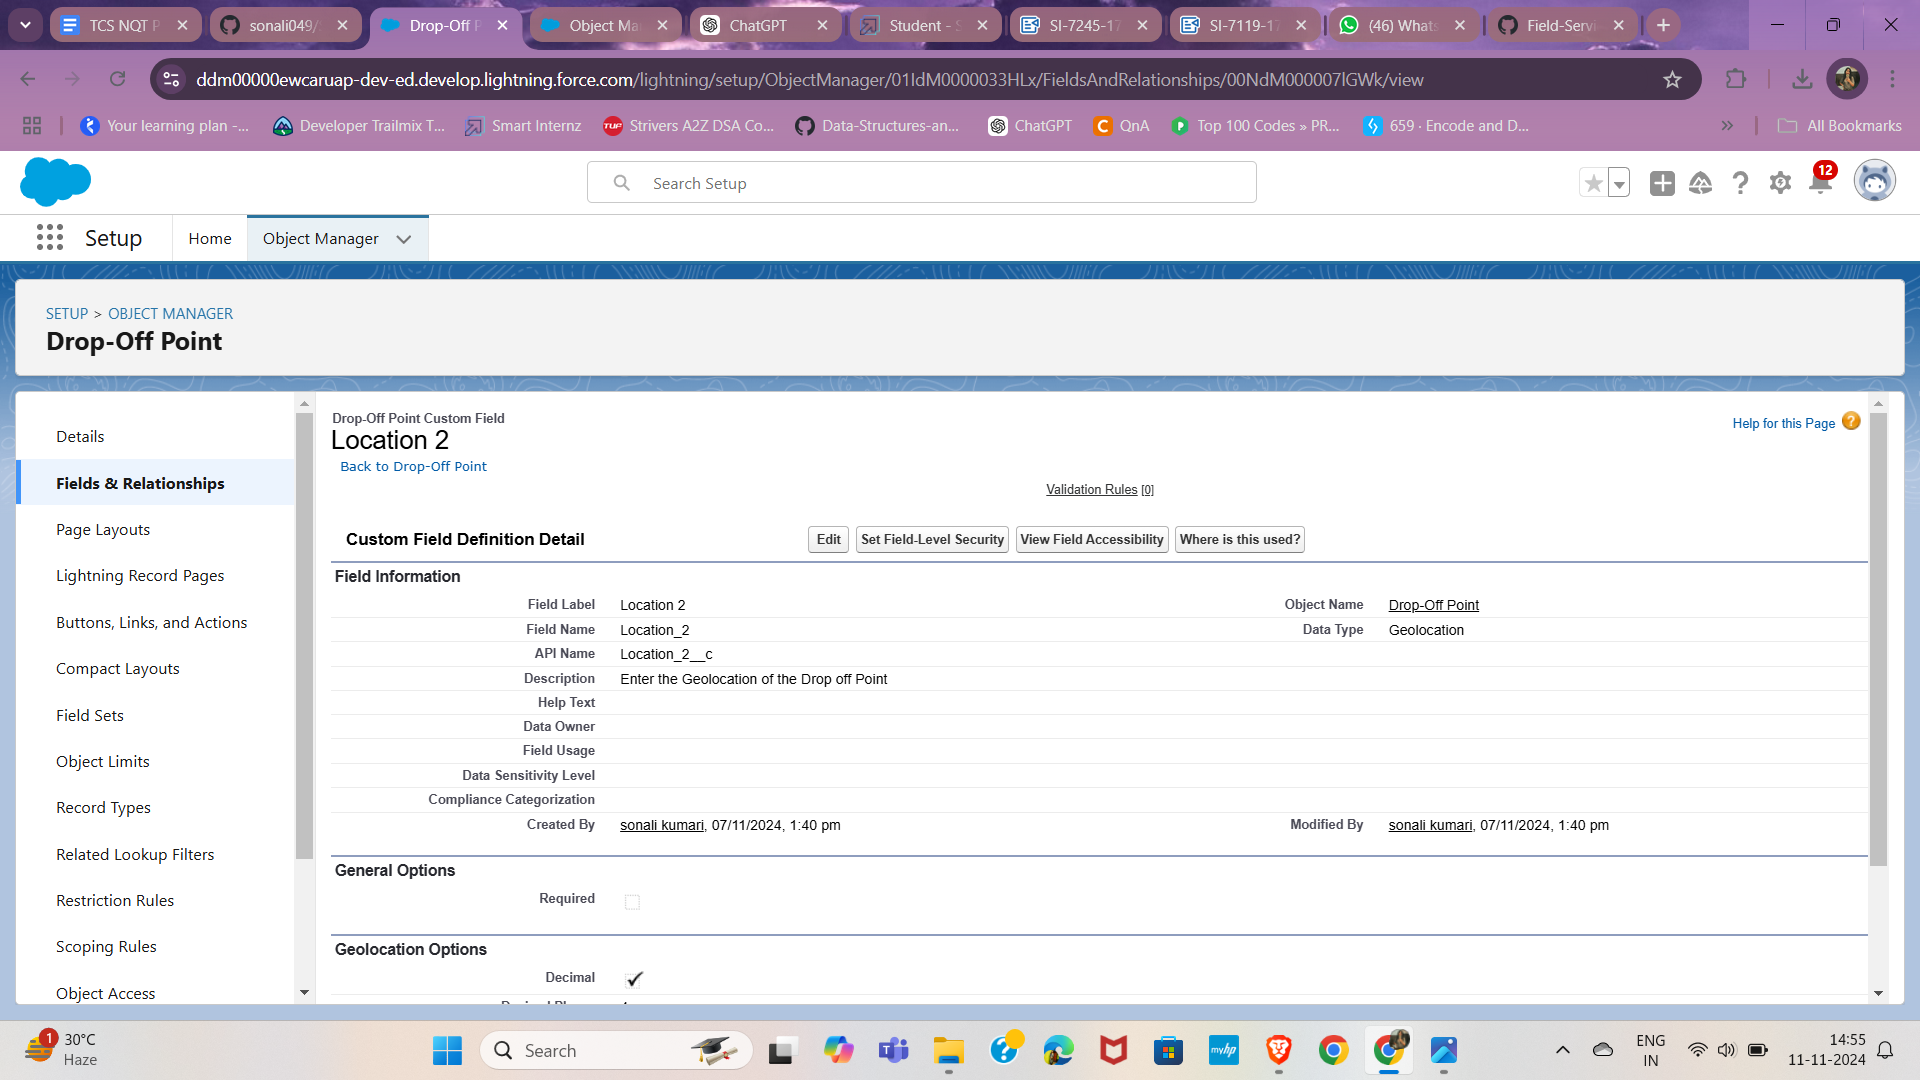 TCS NQT P
sonali049/
Drop-Off P
Object Ma
ChatGPT
Student - S
SI-7245-17
SI-7119-17
(46) Whats
Field-Servi
ddm00000ewcaruap-dev-ed.develop.lightning.force.com/lightning/setup/ObjectManager/01IdM0000033HLx/FieldsAndRelationships/00NdM000007lGWk/view
Your learning plan -...
Developer Trailmix T...
Smart Internz
TUF
Strivers A2Z DSA Co...
Data-Structures-an...
ChatGPT
QnA
Top 100 Codes » PR...
659 · Encode and D...
»
All Bookmarks
Search Setup
12
Setup
Home
Object Manager
SETUP > OBJECT MANAGER
Drop-Off Point
Details
Fields & Relationships
Page Layouts
Lightning Record Pages
Buttons, Links, and Actions
Compact Layouts
Field Sets
Object Limits
Record Types
Related Lookup Filters
Restriction Rules
Scoping Rules
Object Access
Drop-Off Point Custom Field
Location 2
Back to Drop-Off Point
Help for this Page
Validation Rules [0]
Custom Field Definition Detail
Edit
Set Field-Level Security
View Field Accessibility
Where is this used?
Field Information
Field Label Location 2 Object Name Drop-Off Point
Field Name Location_2 Data Type Geolocation
API Name Location_2__c
Description Enter the Geolocation of the Drop off Point
Help Text
Data Owner
Field Usage
Data Sensitivity Level
Compliance Categorization
Created By sonali kumari, 07/11/2024, 1:40 pm Modified By sonali kumari, 07/11/2024, 1:40 pm
General Options
Required
Geolocation Options
Decimal
1
30°C
Haze
Search
myhp
ENG
IN
14:55
11-11-2024